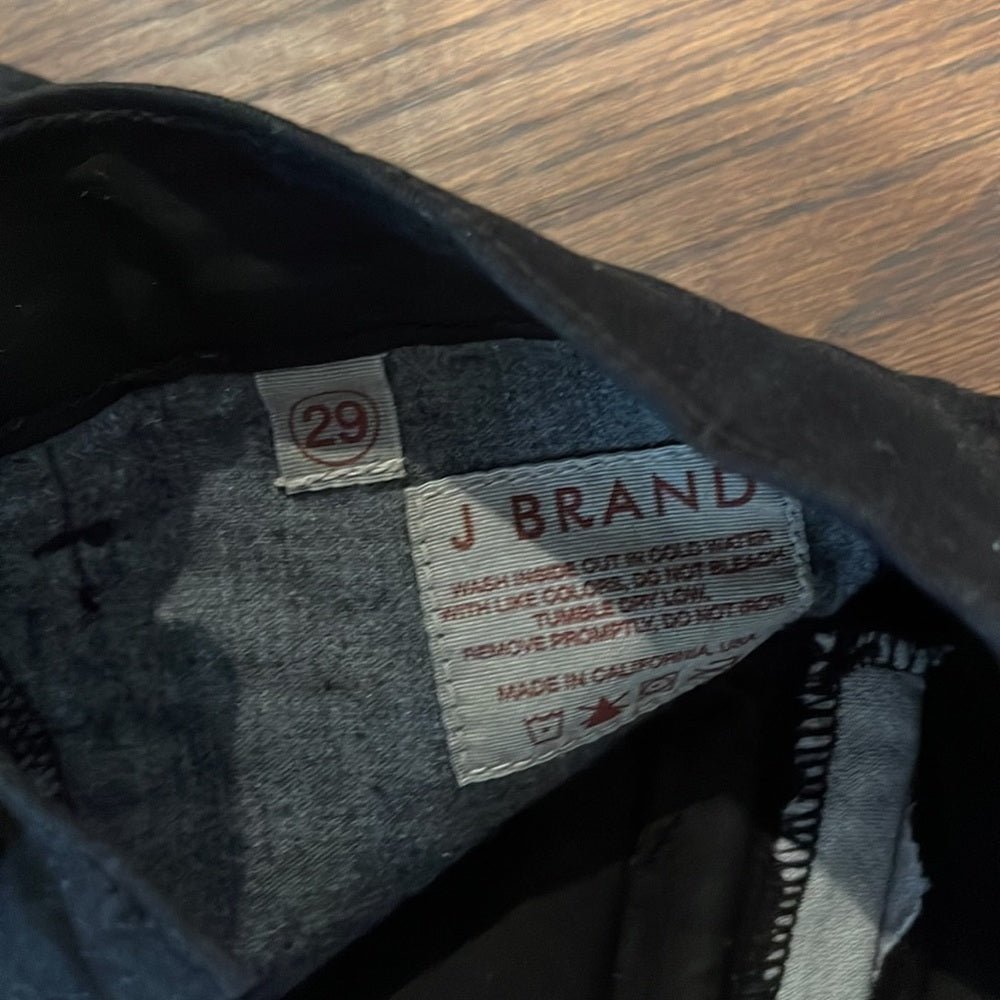 29
J BRAND
WASH INSIDE OUT IN COLD WATER
WITH LIKE COLORS, DO NOT BLEACH,
TUMBLE DRY LOW,
REMOVE PROMPTLY, DO NOT IRON
MADE IN CALIFORNIA, USA